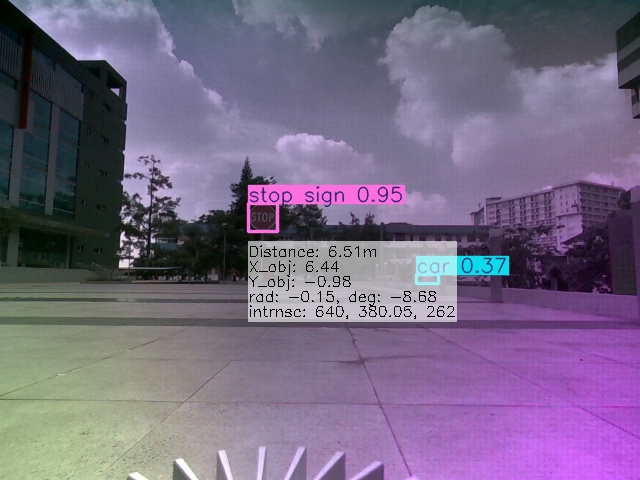 stop sign 0.95
STOP
Distance: 6.51m
X_obj: 6.44
Y_obj: -0.98
car 0.37
rad: -0.15, deg: -8.68
intrnsc: 640, 380.05, 262